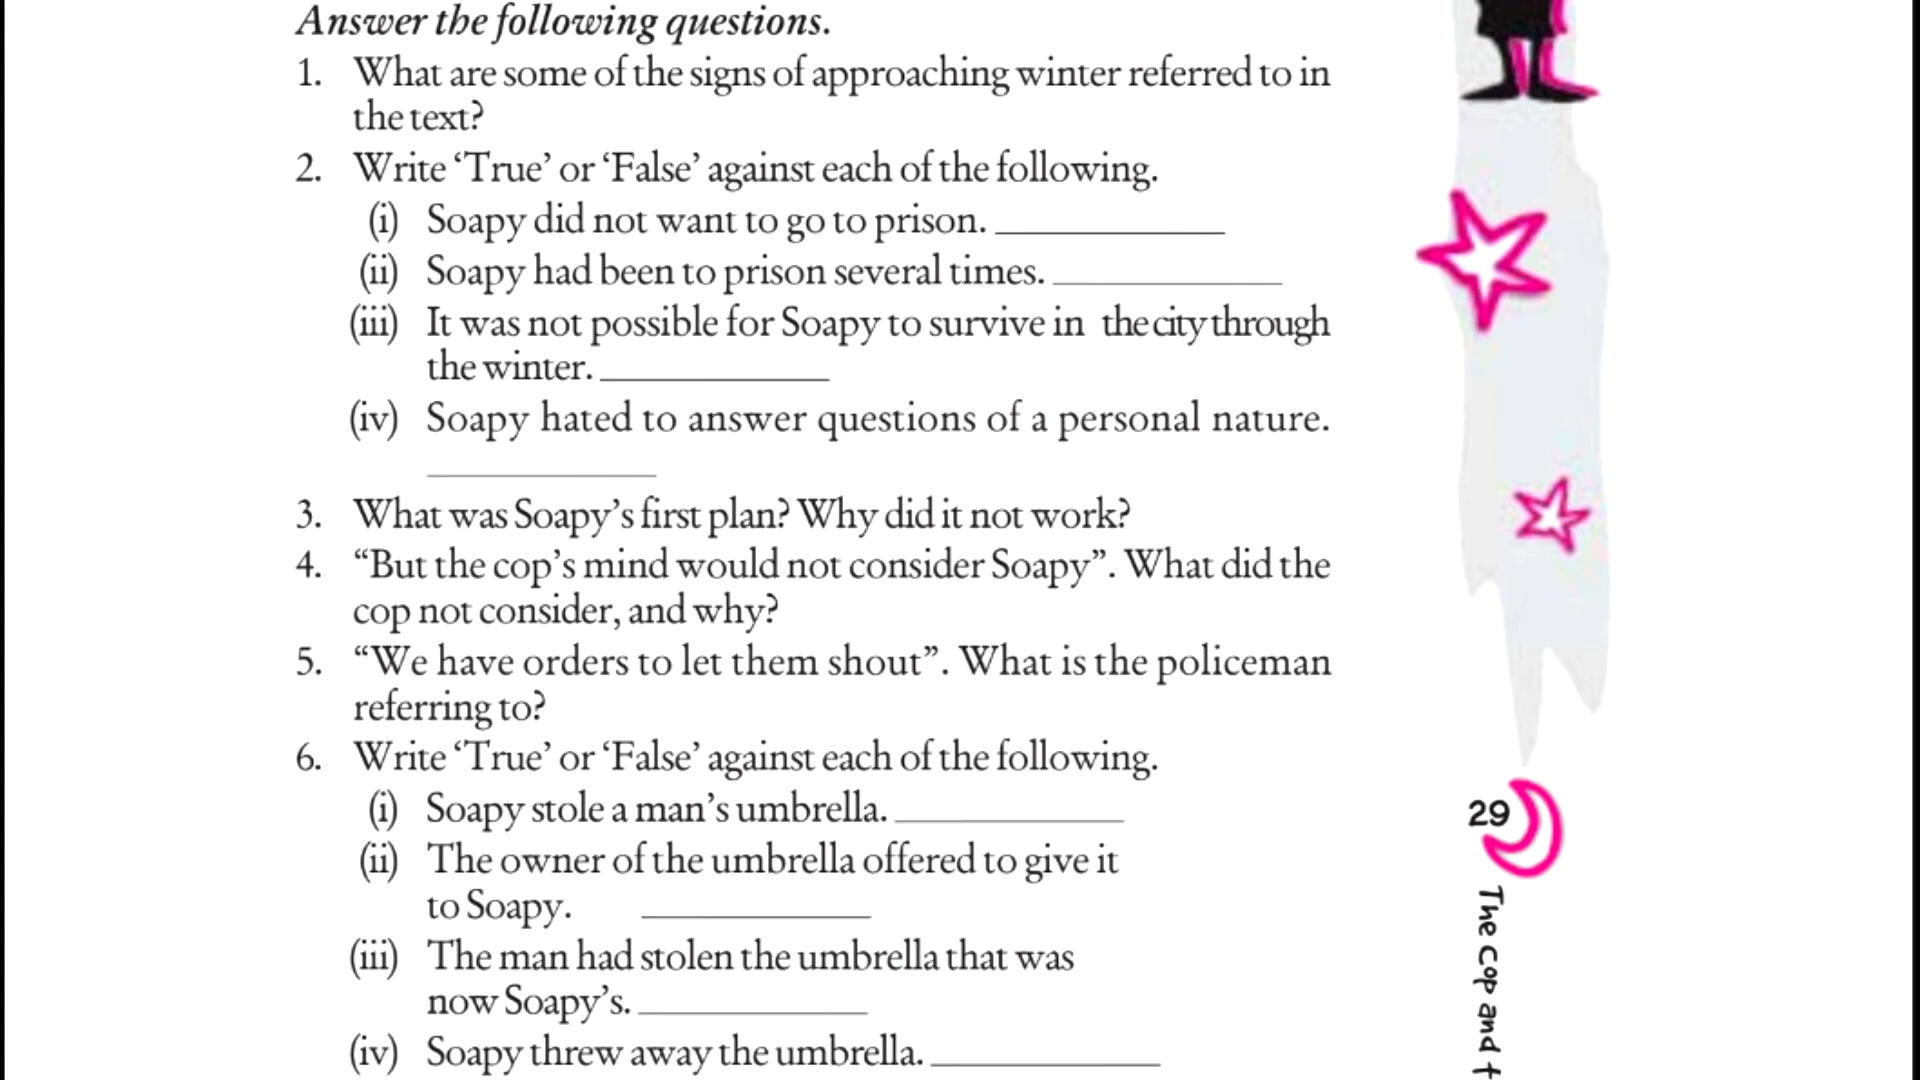 Answer the following questions.
1. What are some of the signs of approaching winter referred to in
the text?
2. Write ‘True’ or ‘False’ against each of the following.
(i) Soapy did not want to go to prison. ____________
(ii) Soapy had been to prison several times. ____________
(iii) It was not possible for Soapy to survive in the city through
the winter. ____________
(iv) Soapy hated to answer questions of a personal nature.
____________
3. What was Soapy’s first plan? Why did it not work?
4. “But the cop’s mind would not consider Soapy”. What did the
cop not consider, and why?
5. “We have orders to let them shout”. What is the policeman
referring to?
6. Write ‘True’ or ‘False’ against each of the following.
(i) Soapy stole a man’s umbrella. ____________
(ii) The owner of the umbrella offered to give it
to Soapy. ____________
(iii) The man had stolen the umbrella that was
now Soapy’s. ____________
(iv) Soapy threw away the umbrella. ____________
29
The Cop and t